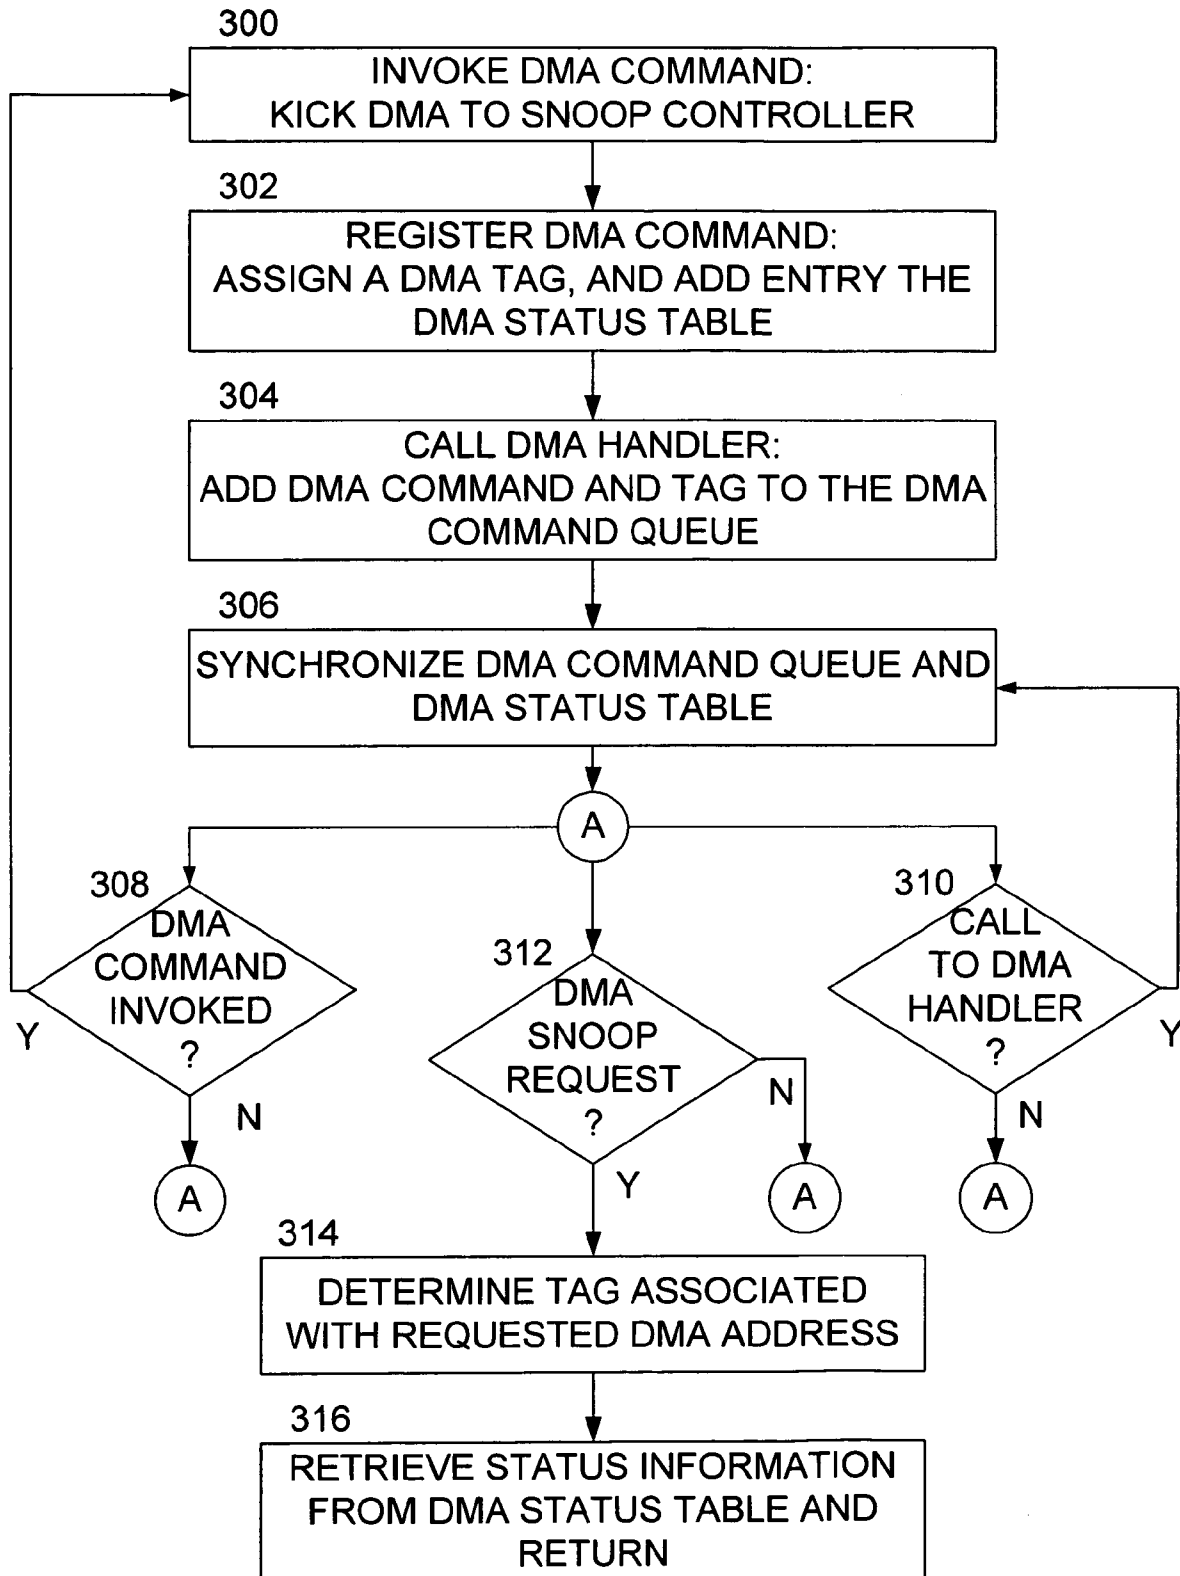 300
INVOKE DMA COMMAND:
KICK DMA TO SNOOP CONTROLLER
302
REGISTER DMA COMMAND:
ASSIGN A DMA TAG, AND ADD ENTRY THE
DMA STATUS TABLE
304
CALL DMA HANDLER:
ADD DMA COMMAND AND TAG TO THE DMA
COMMAND QUEUE
306
SYNCHRONIZE DMA COMMAND QUEUE AND
DMA STATUS TABLE
A
308
DMA
COMMAND
INVOKED
?
Y
N
A
312
DMA
SNOOP
REQUEST
?
N
A
Y
310
CALL
TO DMA
HANDLER
?
Y
N
A
314
DETERMINE TAG ASSOCIATED
WITH REQUESTED DMA ADDRESS
316
RETRIEVE STATUS INFORMATION
FROM DMA STATUS TABLE AND
RETURN